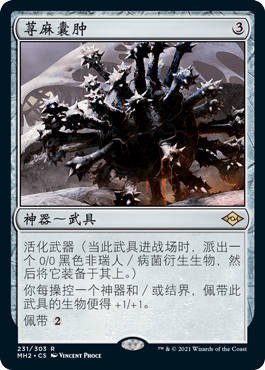 荨麻囊肿 3
神器～武具
活化武器（当此武具进战场时，派出一
个 0/0 黑色非瑞人／病菌衍生生物，然
后将它装备于其上。）
你每操控一个神器和／或结界，佩带此
武具的生物便得 +1/+1。
佩带 2
231/303 R
MH2 • CS VINCENT PROCE
™ & © 2021 Wizards of the Coast